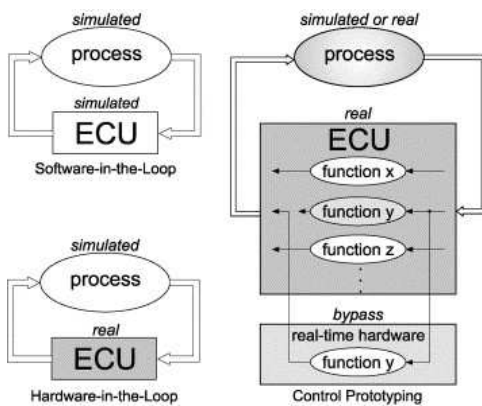 simulated
process
simulated
ECU
Software-in-the-Loop
simulated
process
real
ECU
Hardware-in-the-Loop
simulated or real
process
real
ECU
function x
function y
function z
bypass
real-time hardware
function y
Control Prototyping